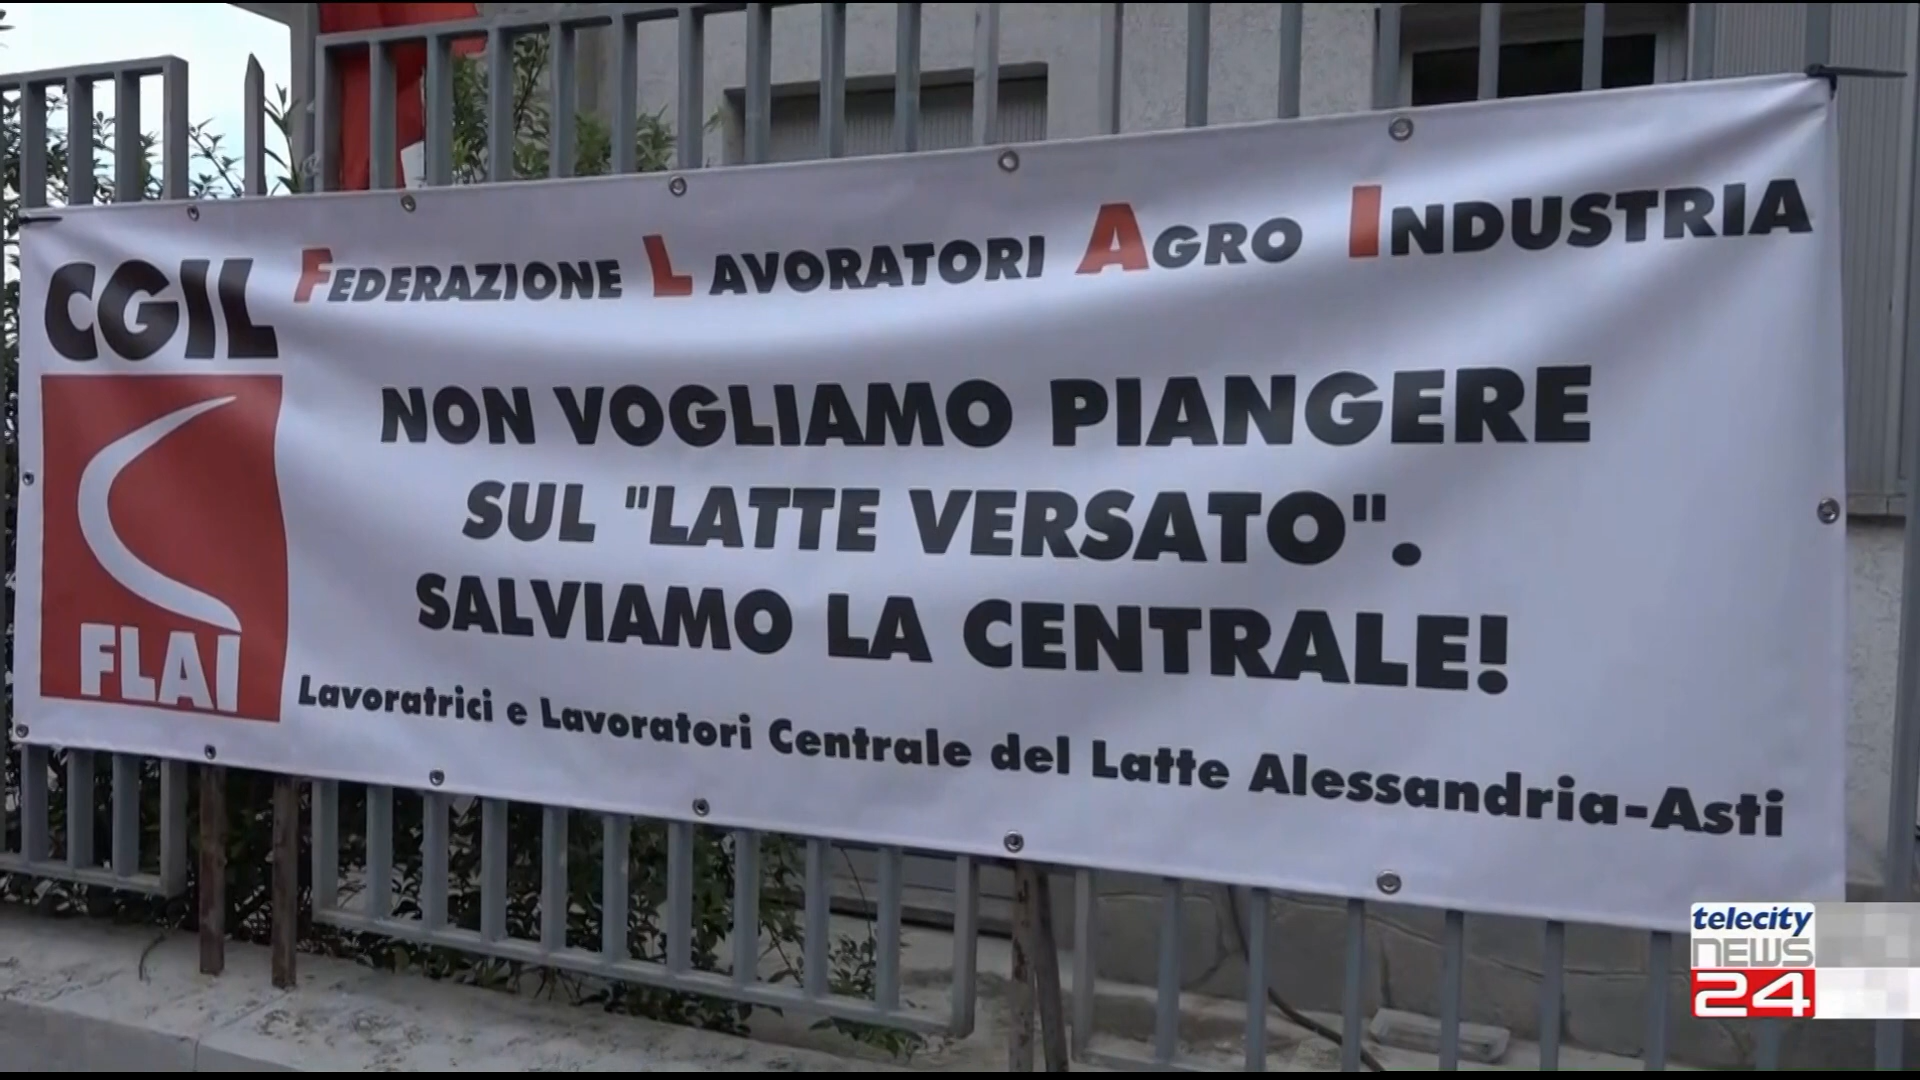 CGIL
FEDERAZIONE LAVORATORI AGRO INDUSTRIA
NON VOGLIAMO PIANGERE
SUL "LATTE VERSATO".
SALVIAMO LA CENTRALE!
FLAI
Lavoratrici e Lavoratori Centrale del Latte Alessandria-Asti
telecity
NEWS
24